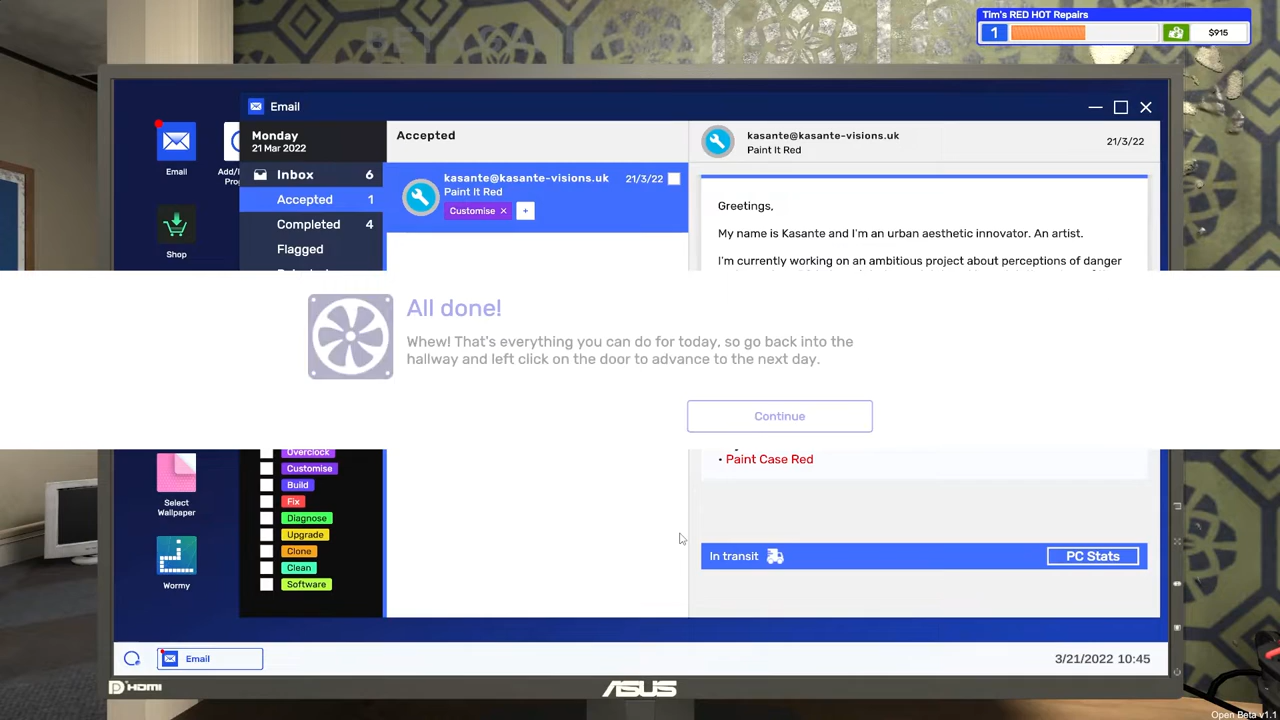 Tim's RED HOT Repairs
1
$915
Email
Monday
21 Mar 2022
Inbox 6
Accepted 1
Completed 4
Flagged
Email
Shop
Select
Wallpaper
Wormy
Accepted
kasante@kasante-visions.uk 21/3/22
Paint It Red
Customise × +
kasante@kasante-visions.uk
Paint It Red
21/3/22
Greetings,
My name is Kasante and I'm an urban aesthetic innovator. An artist.
I'm currently working on an ambitious project about perceptions of danger
All done!
Whew! That's everything you can do for today, so go back into the
hallway and left click on the door to advance to the next day.
Continue
Overclock
Customise
Build
Fix
Diagnose
Upgrade
Clone
Clean
Software
• Paint Case Red
In transit
PC Stats
Email
3/21/2022 10:45
HDMI
ASUS
Open Beta v1.1